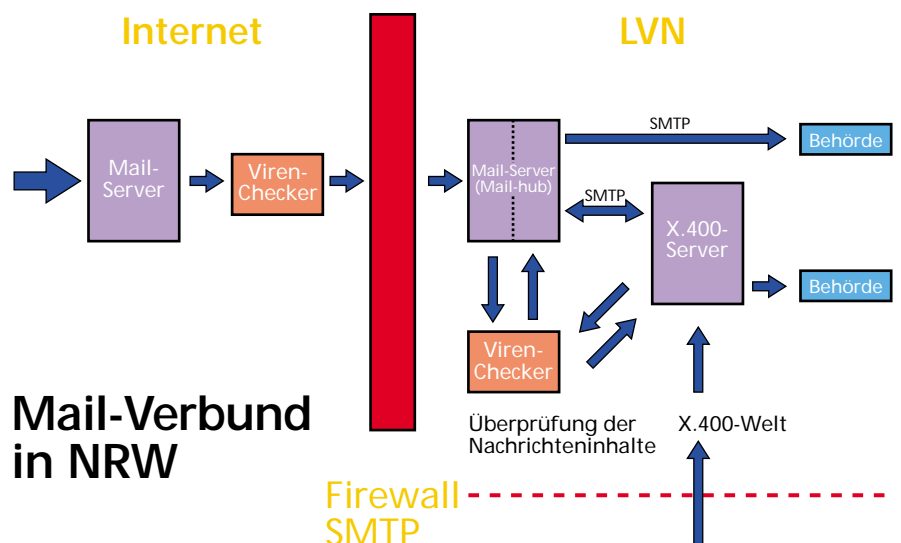 Internet
LVN
Mail-
Server
Viren-
Checker
Mail-Server
(Mail-hub)
SMTP
Behörde
SMTP
X.400-
Server
Behörde
Viren-
Checker
Überprüfung der
Nachrichteninhalte
X.400-Welt
Mail-Verbund
in NRW
Firewall
SMTP